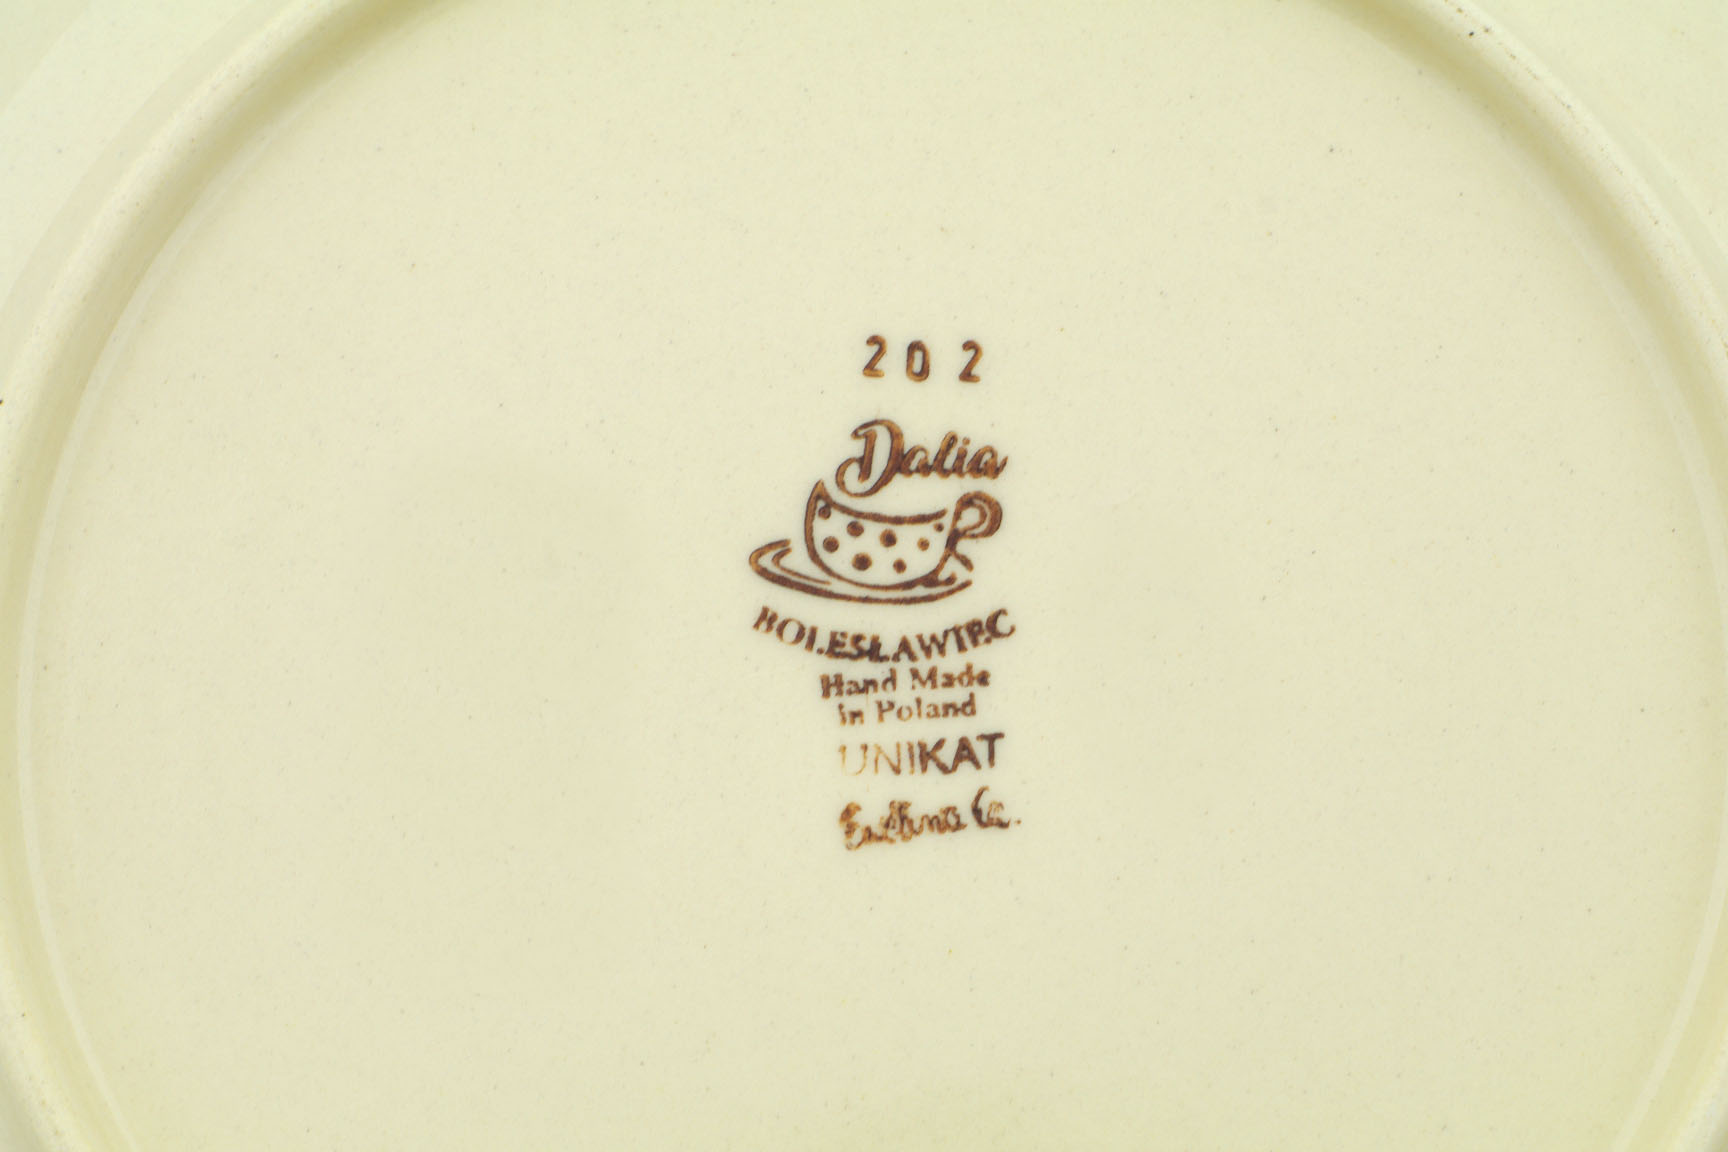 202
Dalia
BOLESŁAWIEC
Hand Made
in Poland
UNIKAT